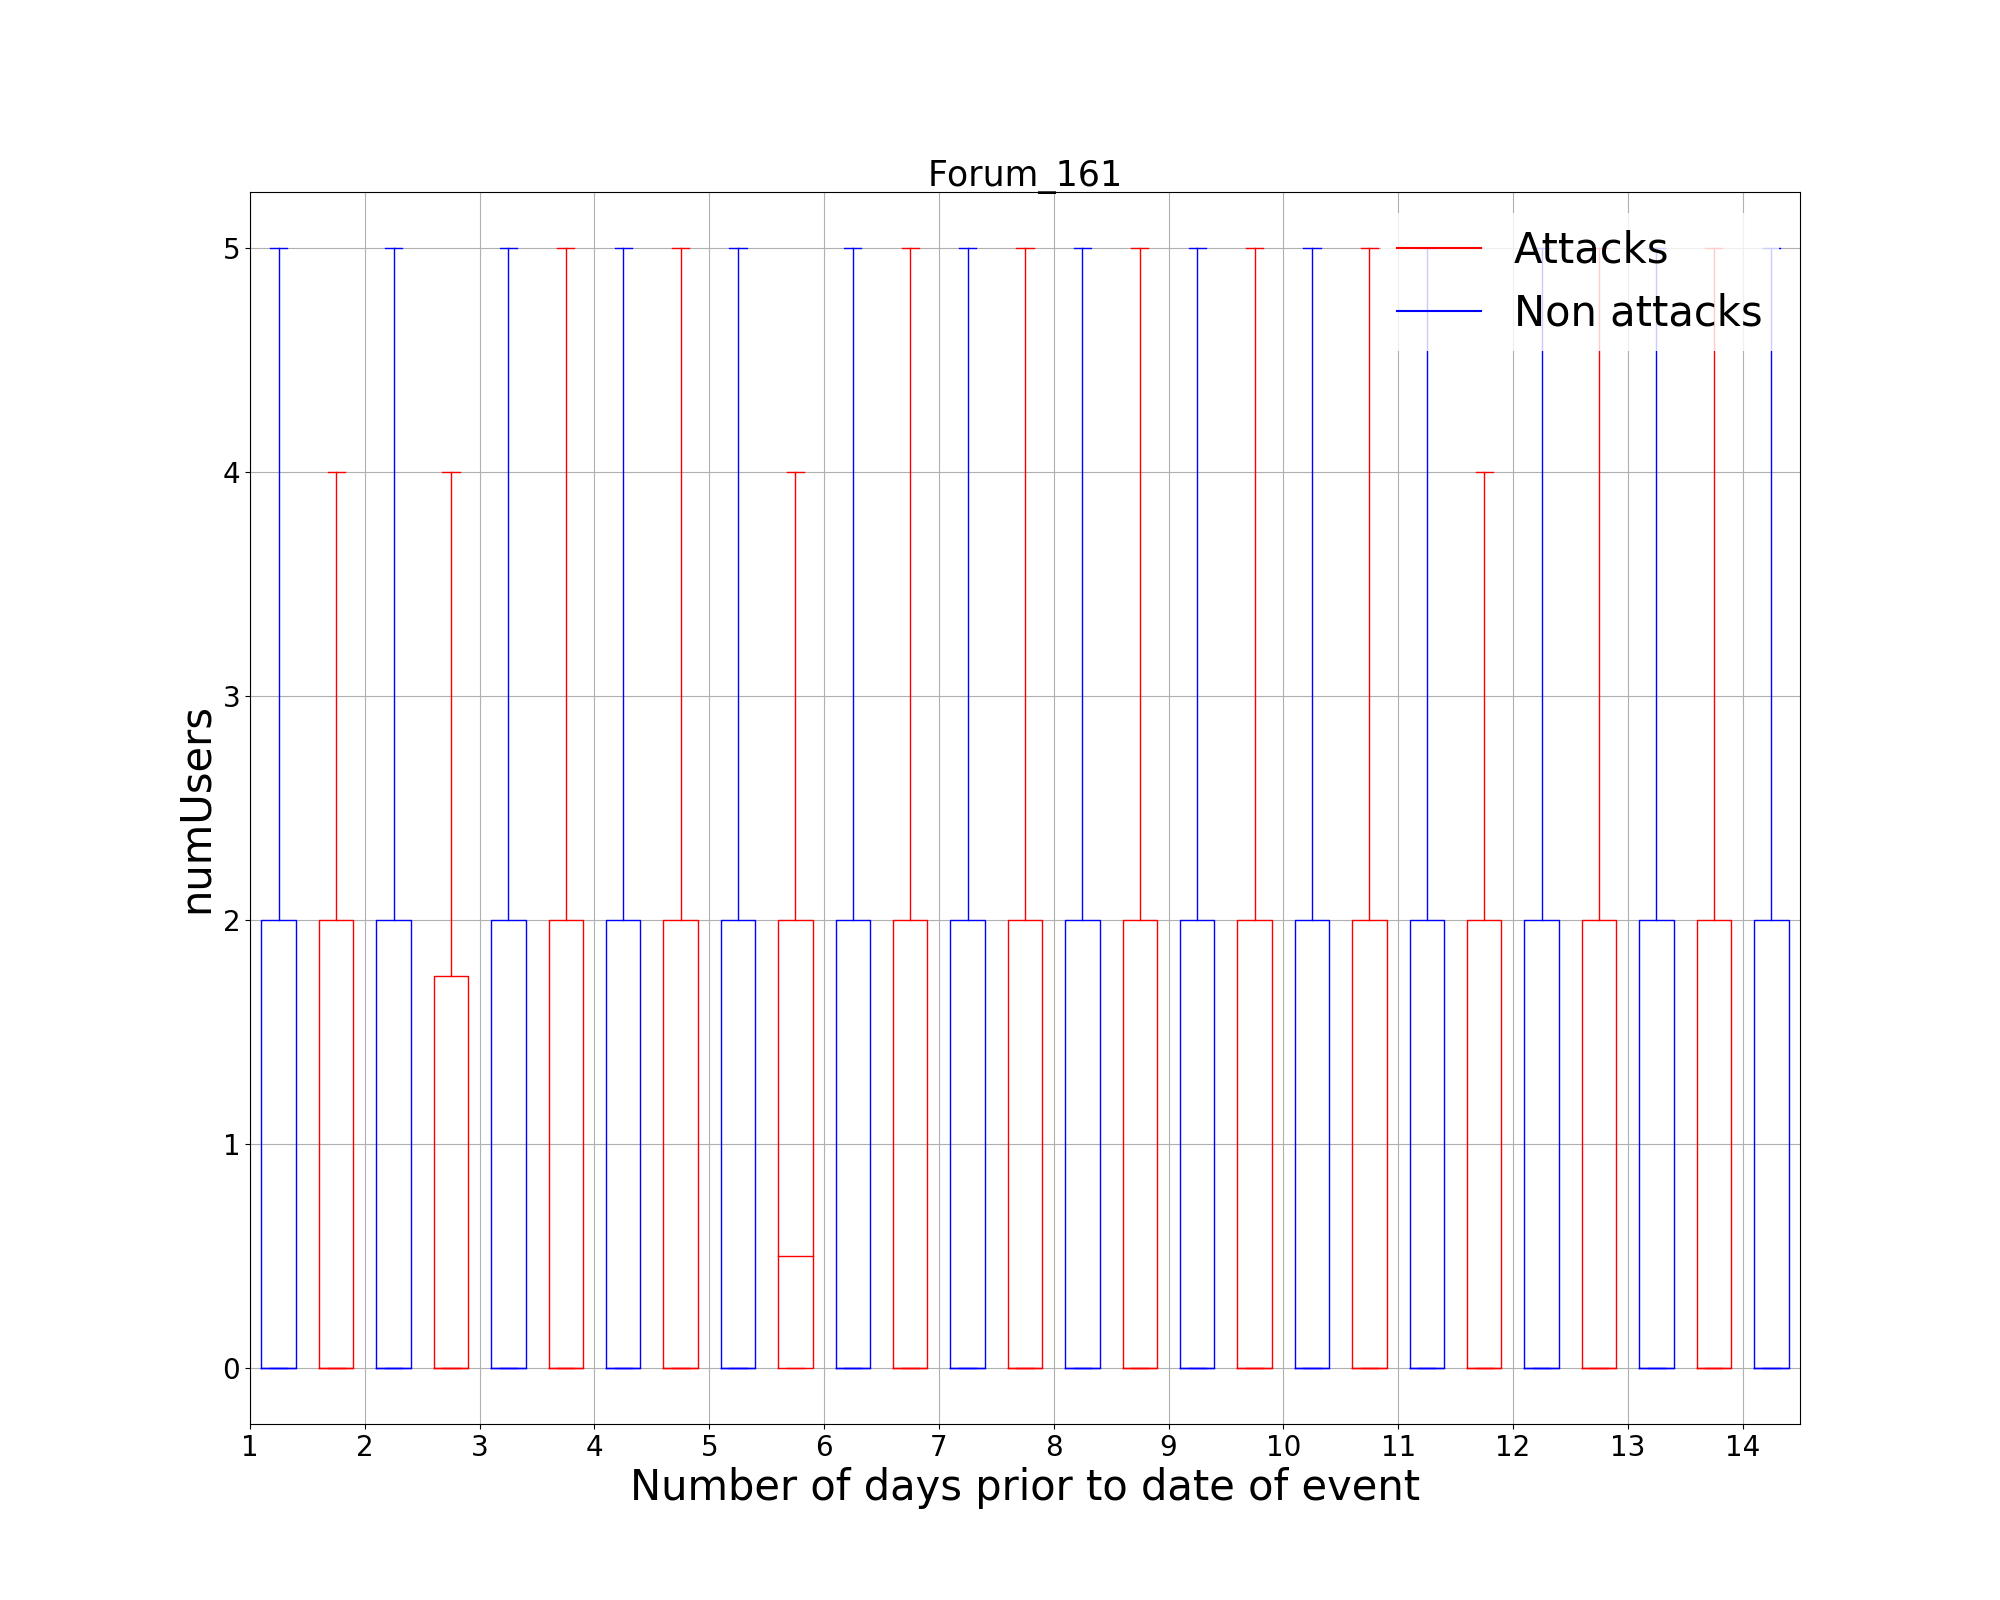 Forum_161
5
4
3
2
1
0
numUsers
Attacks
Non attacks
1 2 3 4 5 6 7 8 9 10 11 12 13 14
Number of days prior to date of event